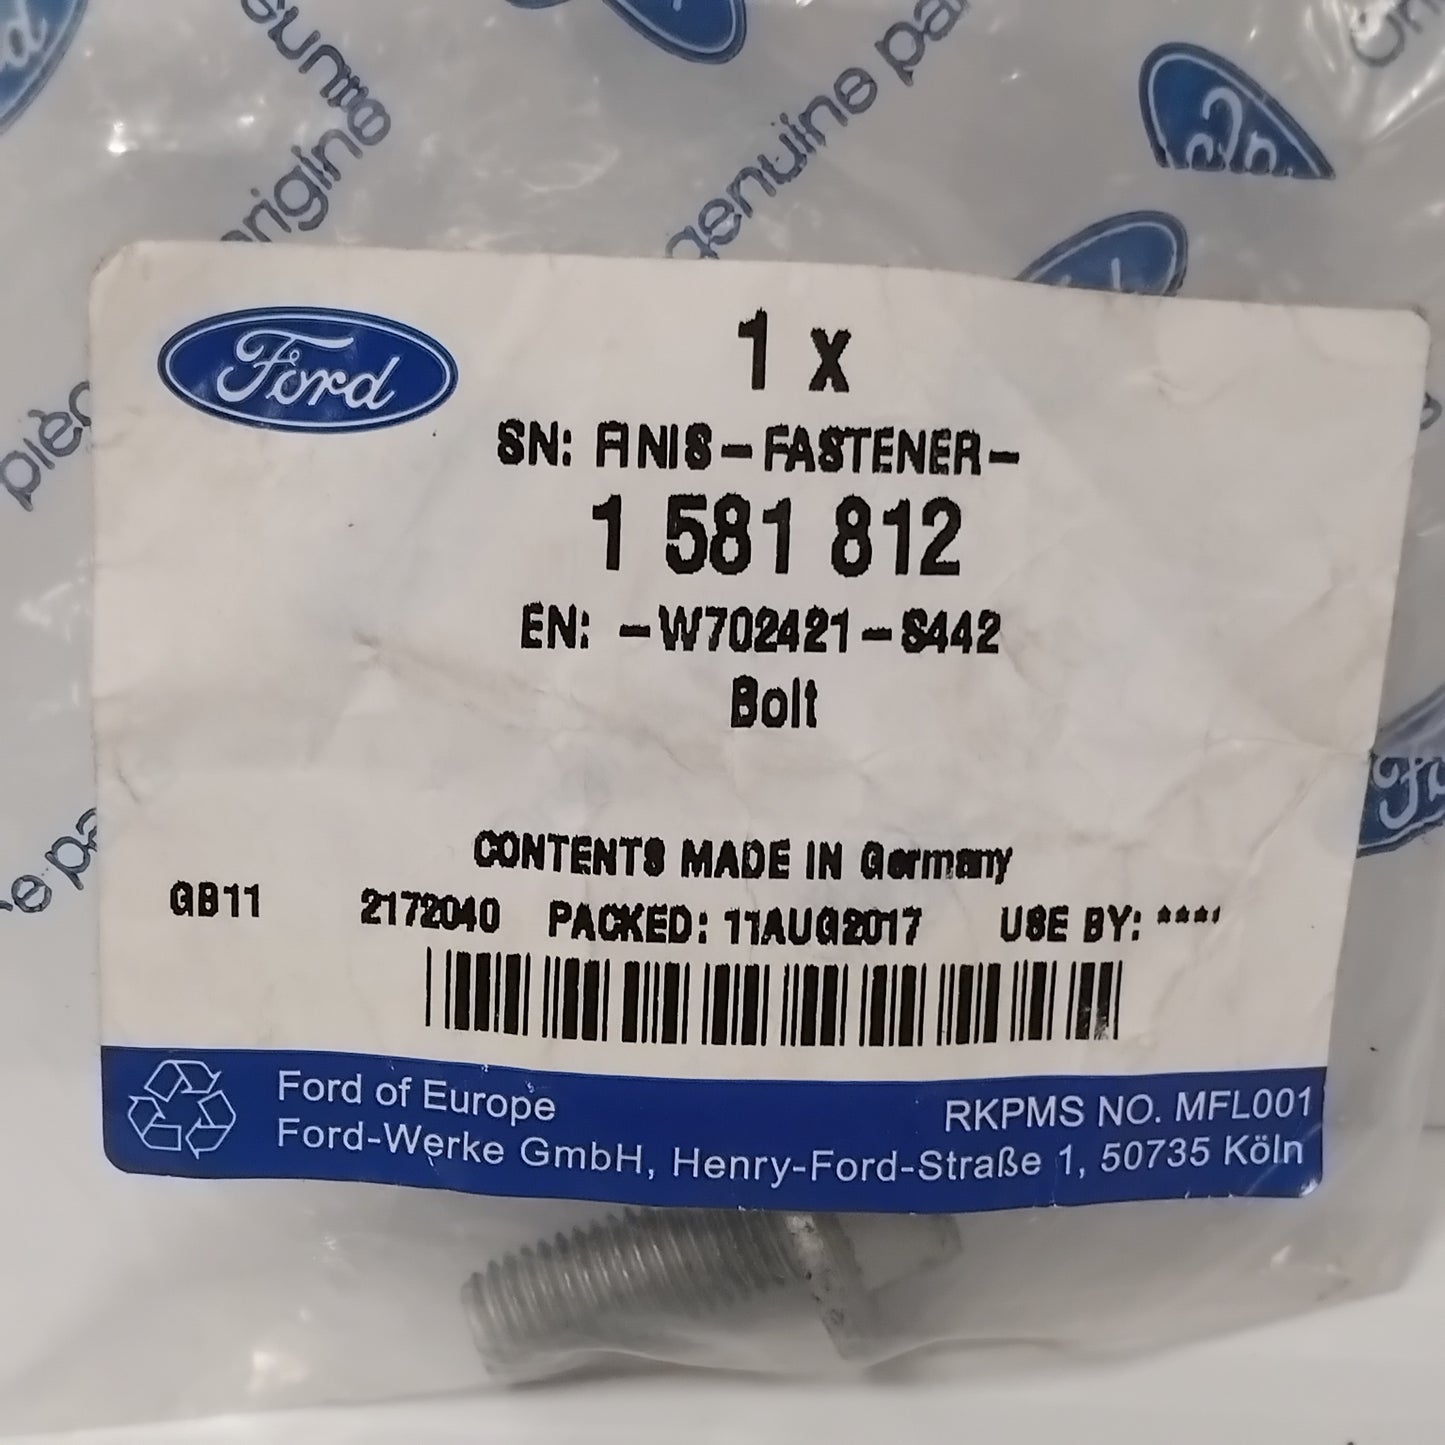 genuine
origine
genuine pa
Ford
1 x
SN: FINIS-FASTENER-
1 581 812
EN: -W702421-S442
Bolt
CONTENTS MADE IN Germany
GB11 2172040 PACKED: 11AUG2017 USE BY: ****
Ford of Europe
RKPMS NO. MFL001
Ford-Werke GmbH, Henry-Ford-Straße 1, 50735 Köln